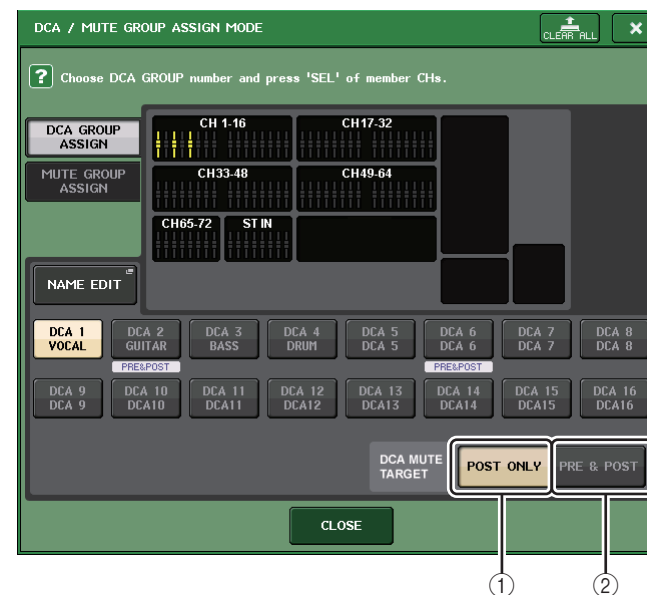 DCA / MUTE GROUP ASSIGN MODE
CLEAR ALL
×
? Choose DCA GROUP number and press 'SEL' of member CHs.
DCA GROUP
ASSIGN
MUTE GROUP
ASSIGN
CH 1-16
CH17-32
CH33-48
CH49-64
CH65-72
ST IN
NAME EDIT
DCA 1
VOCAL
DCA 2
GUITAR
DCA 3
BASS
DCA 4
DRUM
DCA 5
DCA 5
DCA 6
DCA 6
DCA 7
DCA 7
DCA 8
DCA 8
PRE&POST
PRE&POST
DCA 9
DCA 9
DCA 10
DCA10
DCA 11
DCA11
DCA 12
DCA12
DCA 13
DCA13
DCA 14
DCA14
DCA 15
DCA15
DCA 16
DCA16
DCA MUTE
TARGET
POST ONLY
PRE & POST
CLOSE
① ②